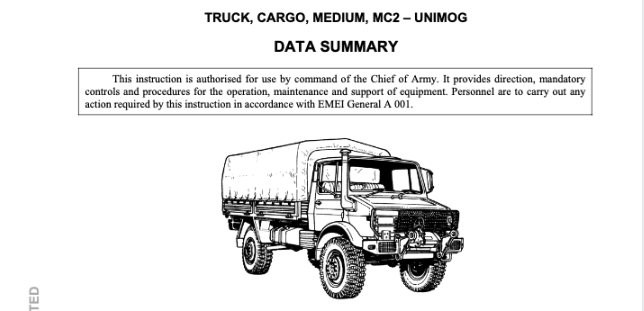 TRUCK, CARGO, MEDIUM, MC2 – UNIMOG
DATA SUMMARY
This instruction is authorised for use by command of the Chief of Army. It provides direction, mandatory
controls and procedures for the operation, maintenance and support of equipment. Personnel are to carry out any
action required by this instruction in accordance with EMEI General A 001.
TED